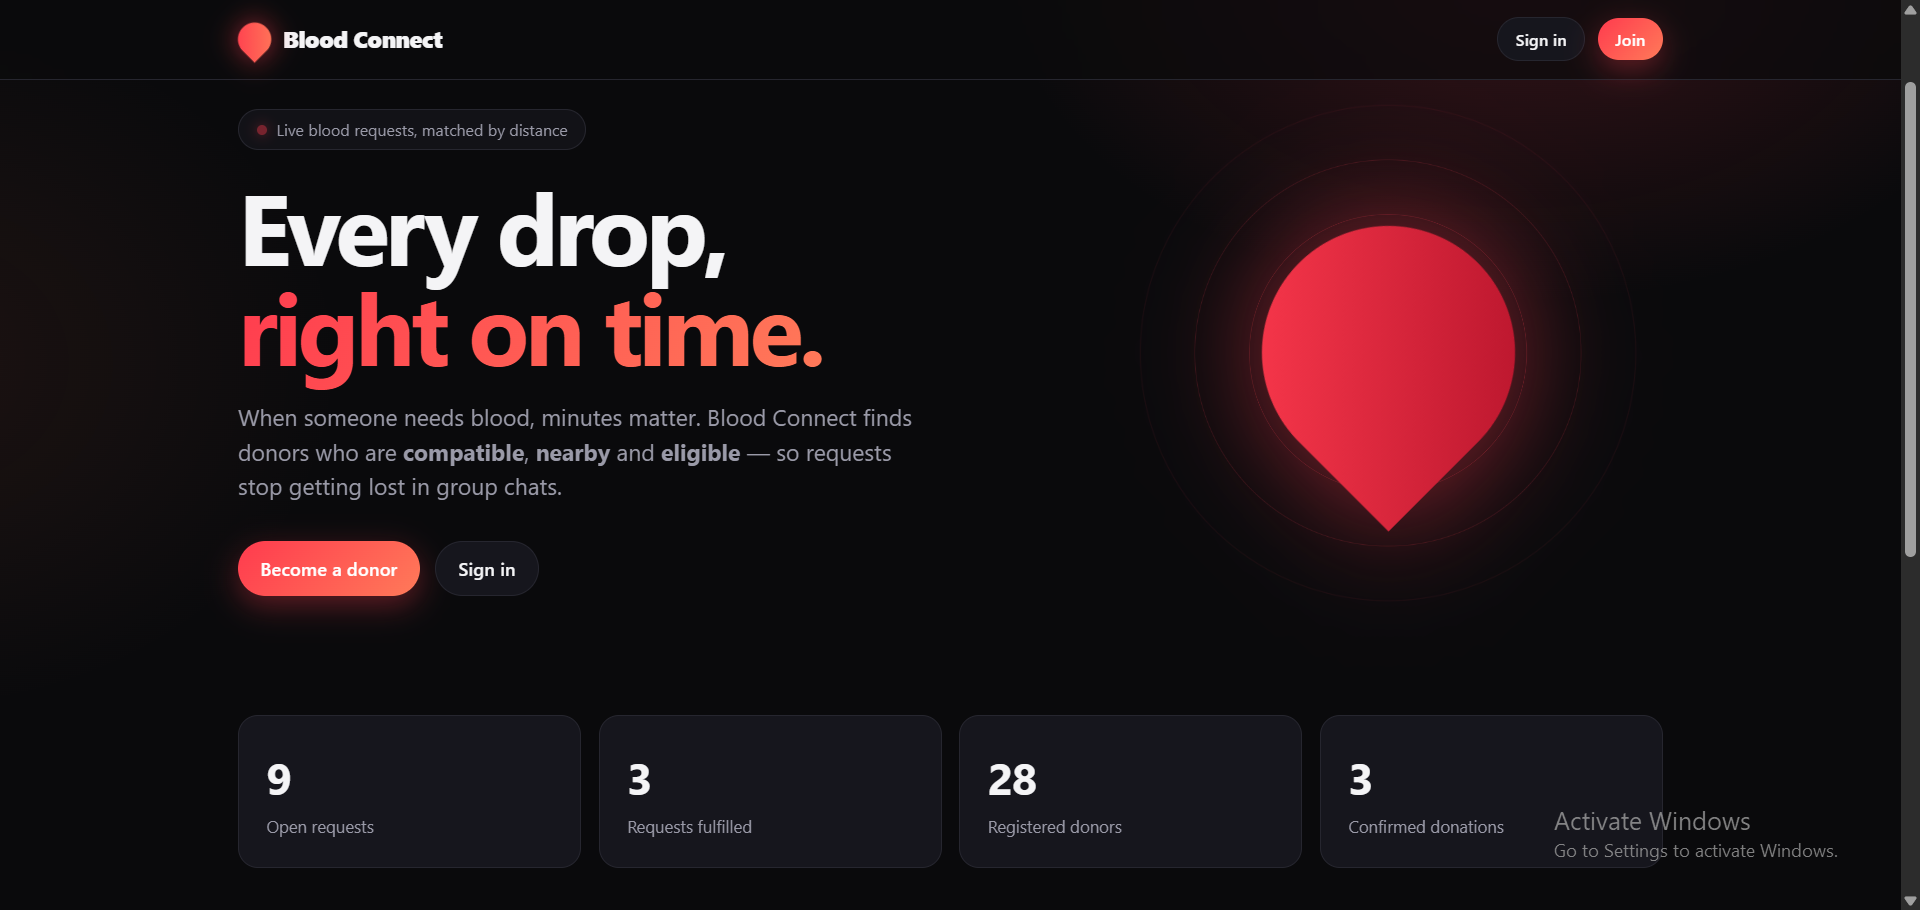 Blood Connect
Sign in
Join
Live blood requests, matched by distance
Every drop,
right on time.
When someone needs blood, minutes matter. Blood Connect finds
donors who are compatible, nearby and eligible — so requests
stop getting lost in group chats.
Become a donor
Sign in
9
Open requests
3
Requests fulfilled
28
Registered donors
3
Confirmed donations
Activate Windows
Go to Settings to activate Windows.